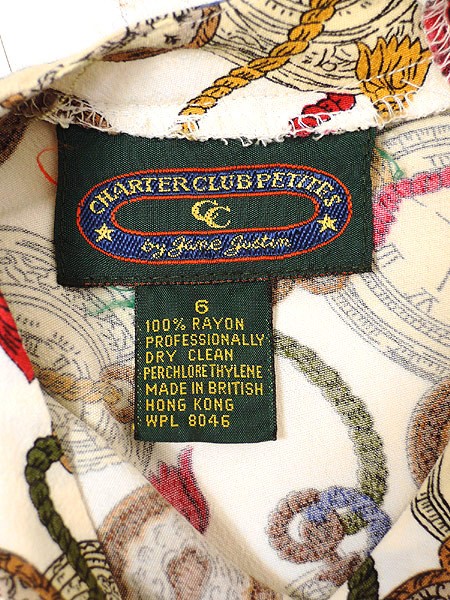 CHARTER CLUB PETITES
CC
by Jane Justin
6
100% RAYON
PROFESSIONALLY
DRY CLEAN
PERCHLORETHYLENE
MADE IN BRITISH
HONG KONG
WPL 8046